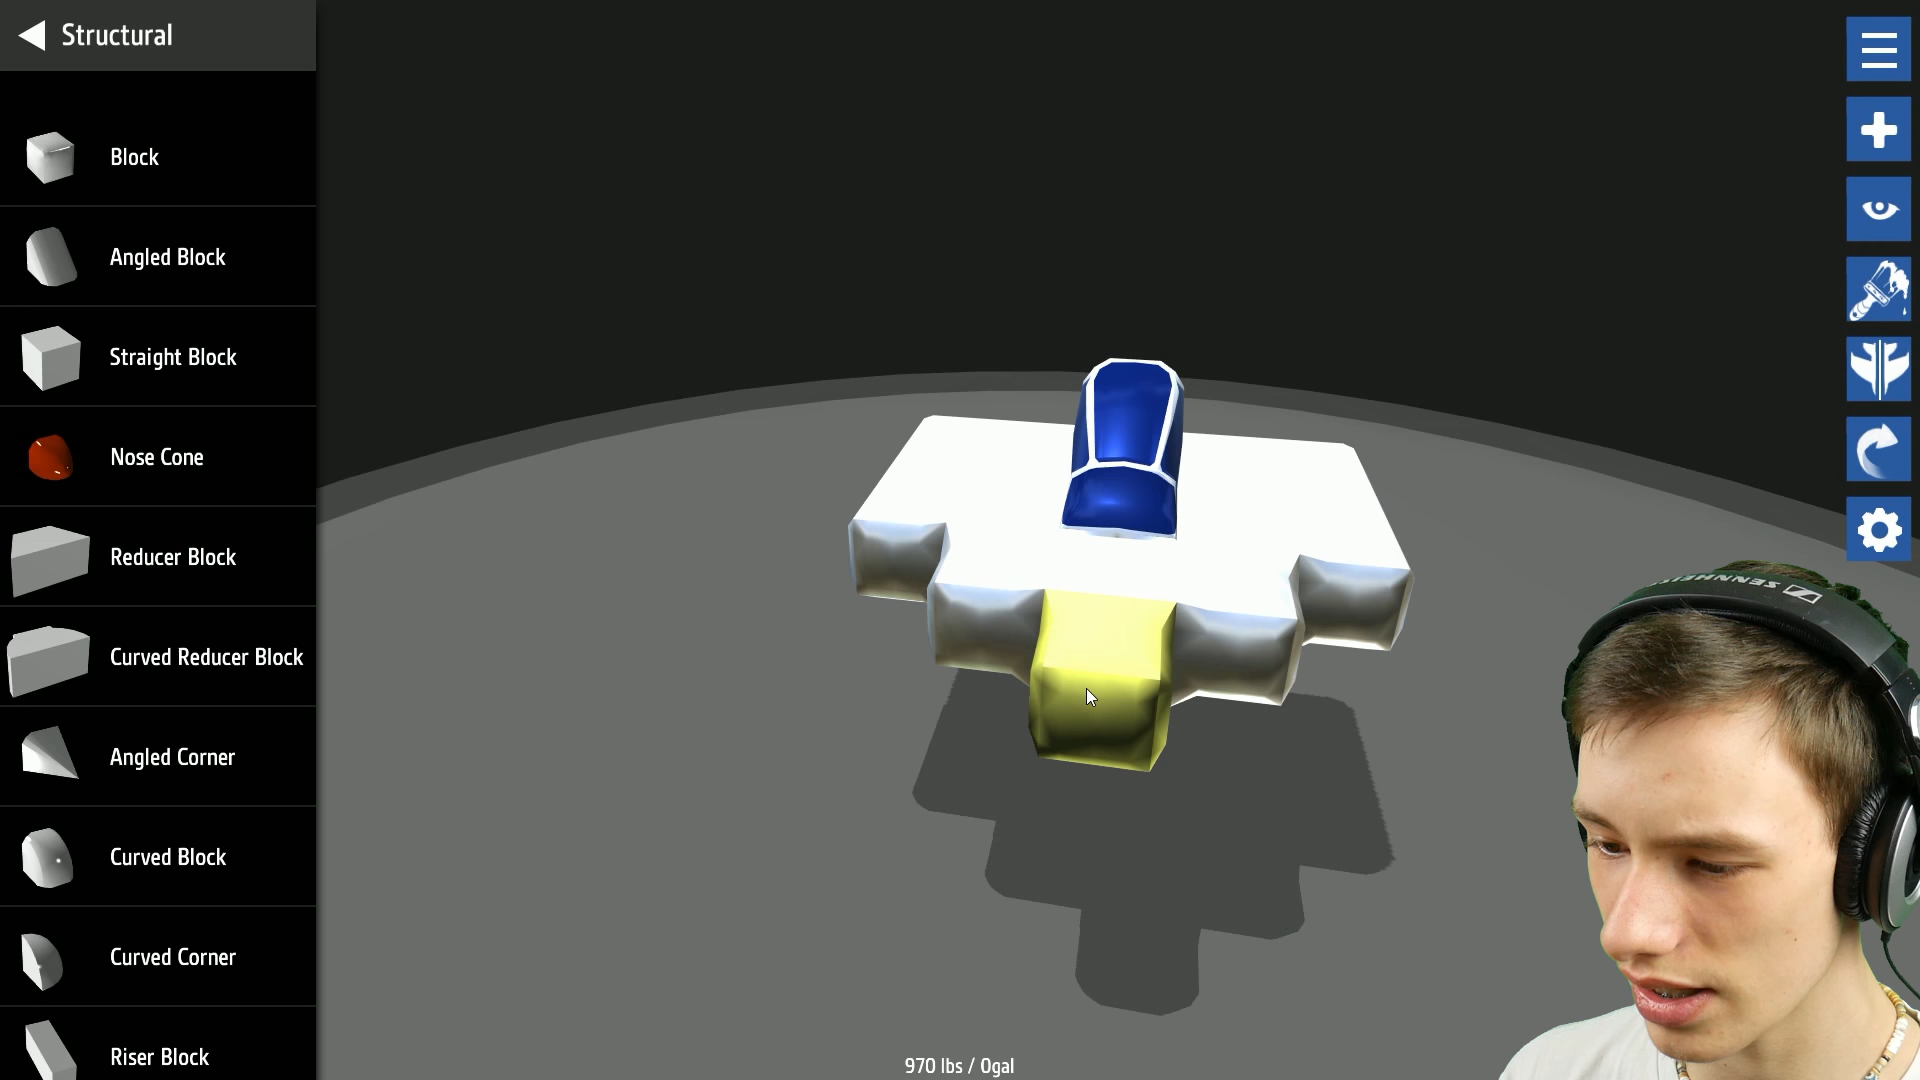 Structural
Block
Angled Block
Straight Block
Nose Cone
Reducer Block
Curved Reducer Block
Angled Corner
Curved Block
Curved Corner
Riser Block
970 lbs / 0gal
SENNHEISER